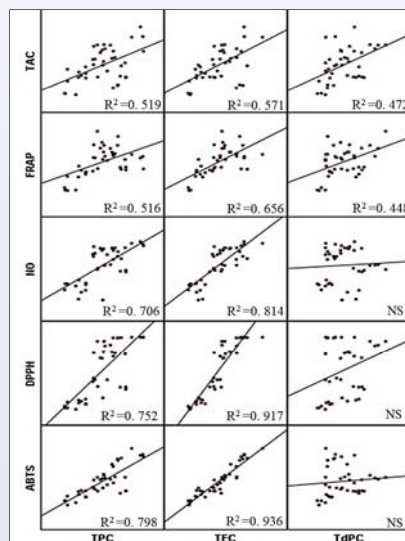 TAC
R²=0.519
R²=0.571
R²=0.472
FRAP
R²=0.516
R²=0.656
R²=0.448
NO
R²=0.706
R²=0.814
NS
DPPH
R²=0.752
R²=0.917
NS
ABTS
R²=0.798
R²=0.936
NS
TPC
TFC
TdPC